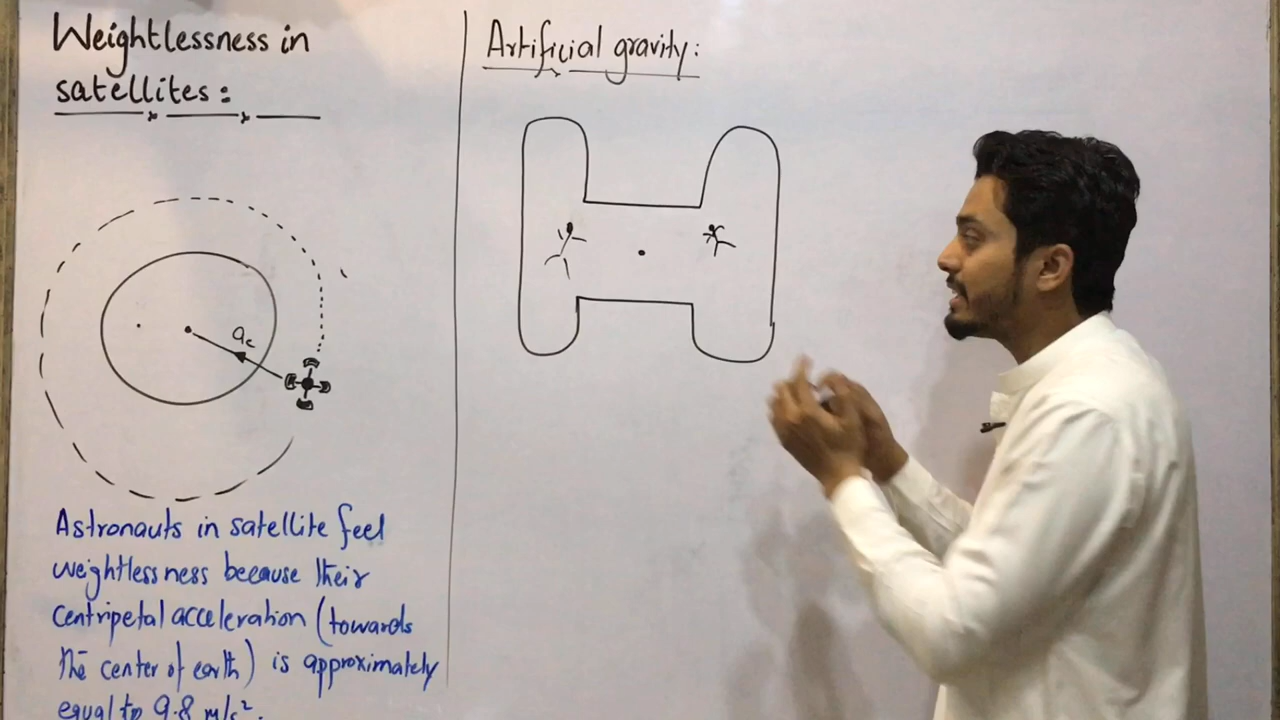 Weightlessness in
satellites:
ac
Astronauts in satellite feel
weightlessness because their
centripetal acceleration (towards
the center of earth) is approximately
equal to 9.8 m/s².
Artificial gravity: